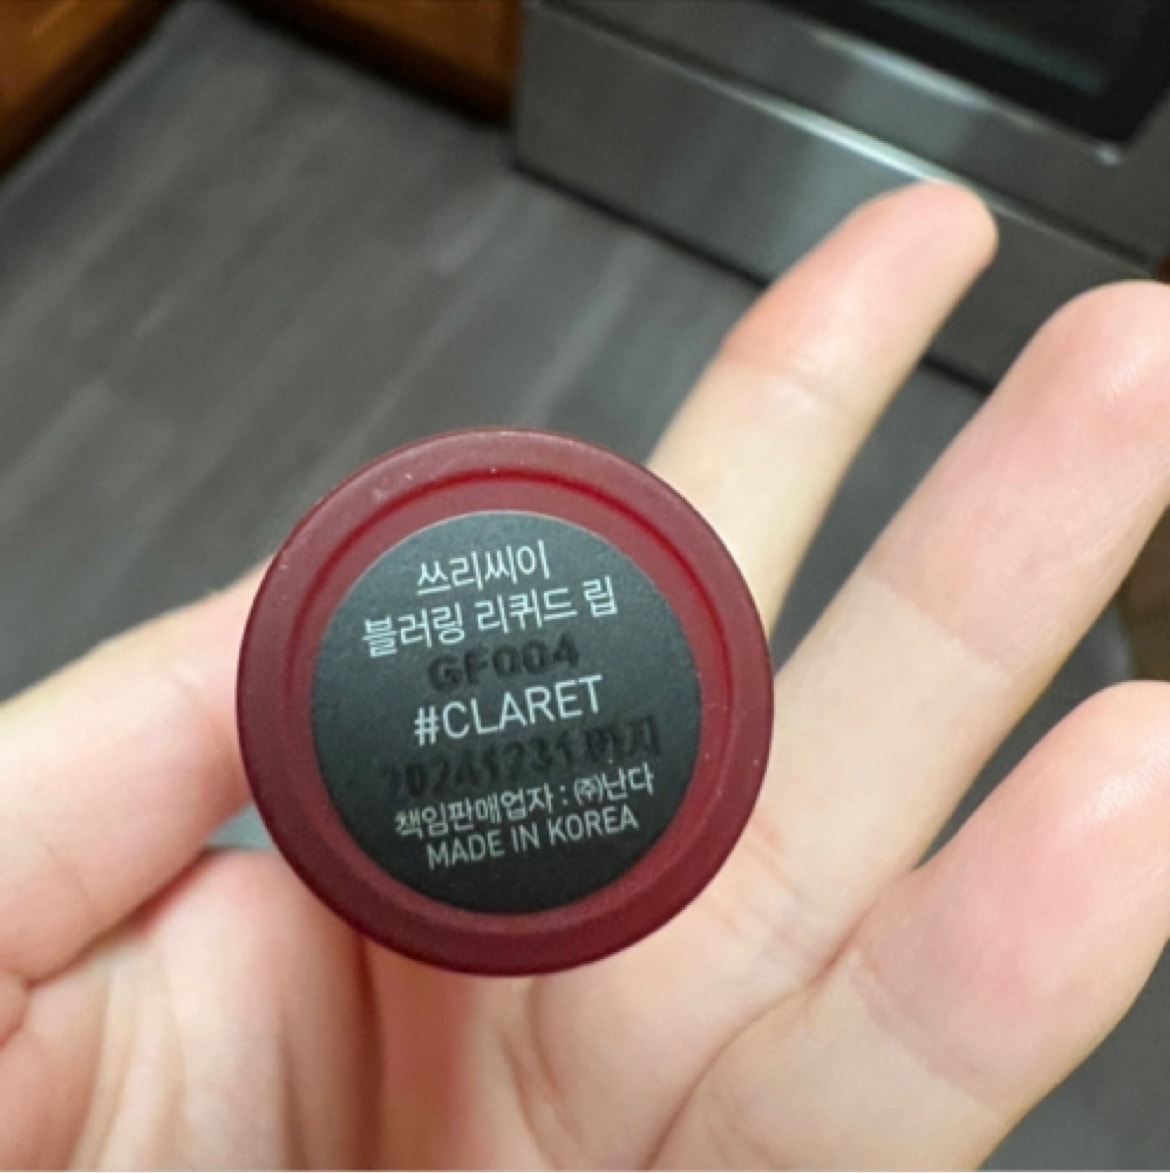 쓰리씨이
블러링 리퀴드 립
GF004
#CLARET
20241231 까지
책임판매업자 : ㈜난다
MADE IN KOREA